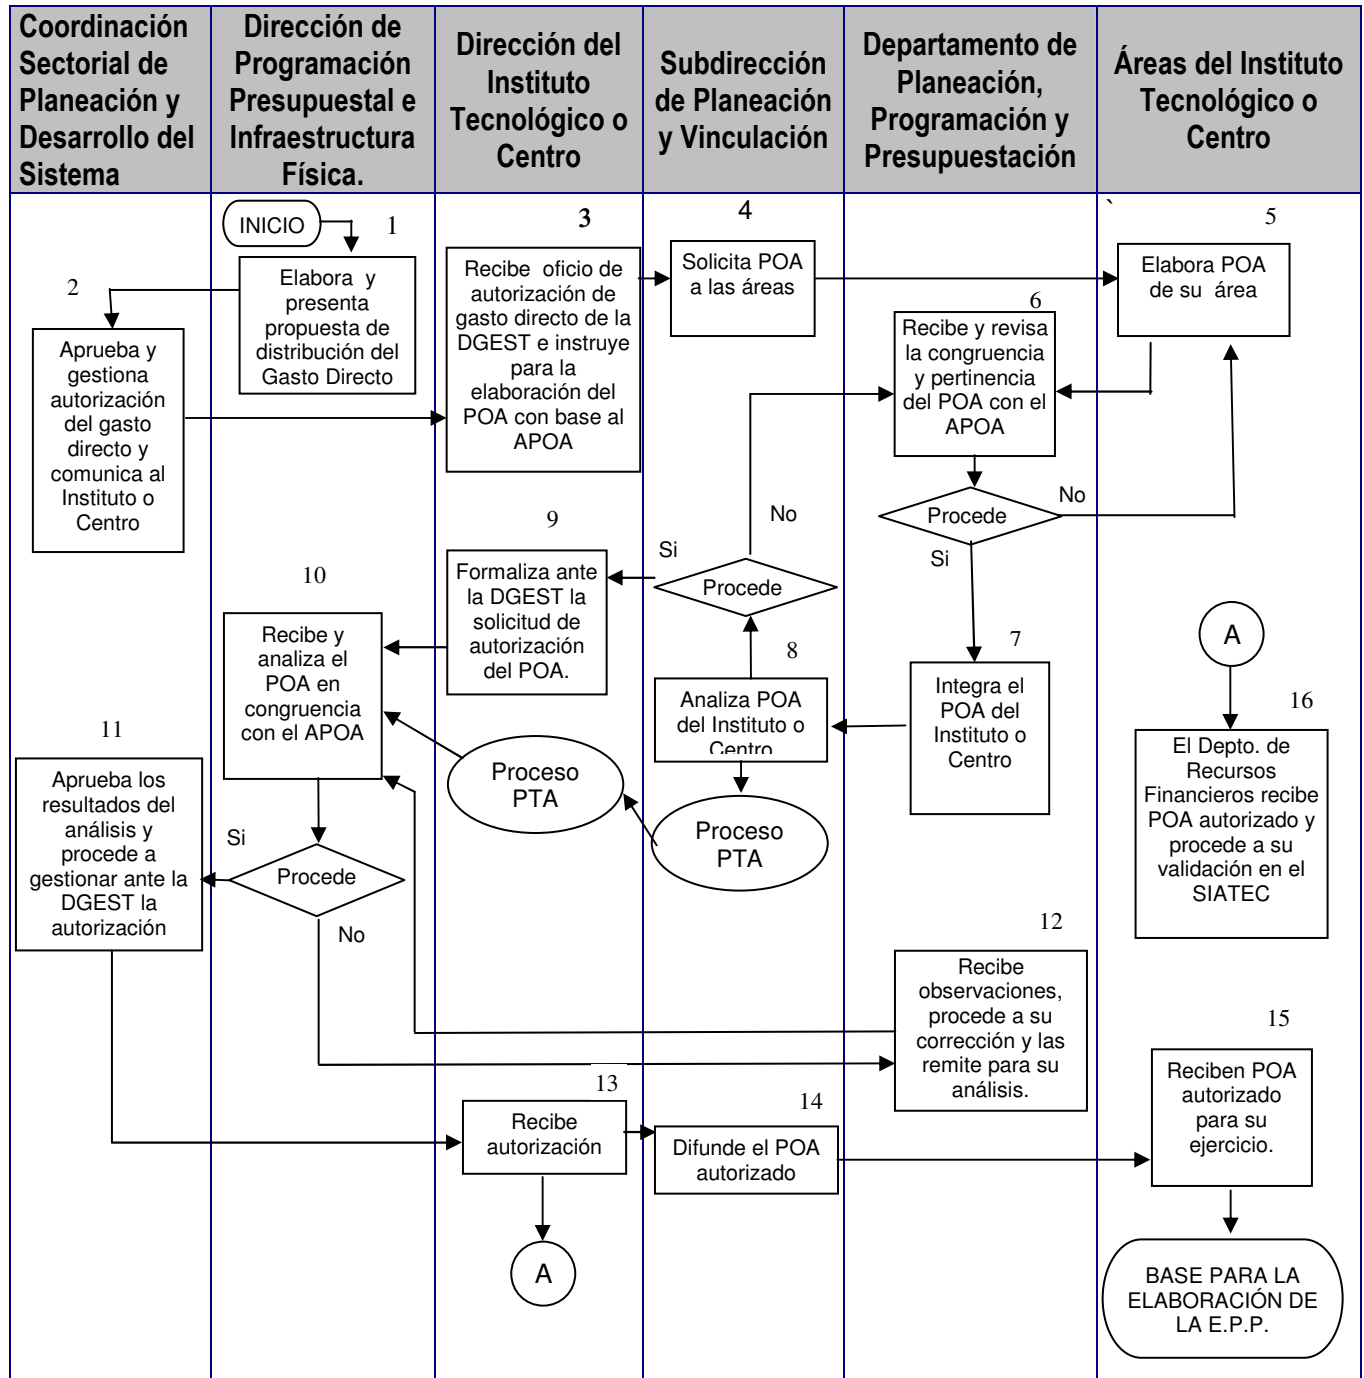 Coordinación
Sectorial de
Planeación y
Desarrollo del
Sistema
Dirección de
Programación
Presupuestal e
Infraestructura
Física.
Dirección del
Instituto
Tecnológico o
Centro
Subdirección
de Planeación
y Vinculación
Departamento de
Planeación,
Programación y
Presupuestación
Áreas del Instituto
Tecnológico o
Centro
INICIO
1
Elabora y
presenta
propuesta de
distribución del
Gasto Directo
2
Aprueba y
gestiona
autorización
del gasto
directo y
comunica al
Instituto o
Centro
3
Recibe oficio de
autorización de
gasto directo de la
DGEST e instruye
para la
elaboración del
POA con base al
APOA
4
Solicita POA
a las áreas
`
5
Elabora POA
de su área
6
Recibe y revisa
la congruencia
y pertinencia
del POA con el
APOA
Procede
No
Si
7
Integra el
POA del
Instituto o
Centro
8
Analiza POA
del Instituto o
Centro
Procede
No
Si
Proceso
PTA
Proceso
PTA
9
Formaliza ante
la DGEST la
solicitud de
autorización
del POA.
10
Recibe y
analiza el
POA en
congruencia
con el APOA
Procede
Si
No
11
Aprueba los
resultados del
análisis y
procede a
gestionar ante la
DGEST la
autorización
12
Recibe
observaciones,
procede a su
corrección y las
remite para su
análisis.
13
Recibe
autorización
A
14
Difunde el POA
autorizado
15
Reciben POA
autorizado
para su
ejercicio.
BASE PARA LA
ELABORACIÓN DE
LA E.P.P.
A
16
El Depto. de
Recursos
Financieros recibe
POA autorizado y
procede a su
validación en el
SIATEC